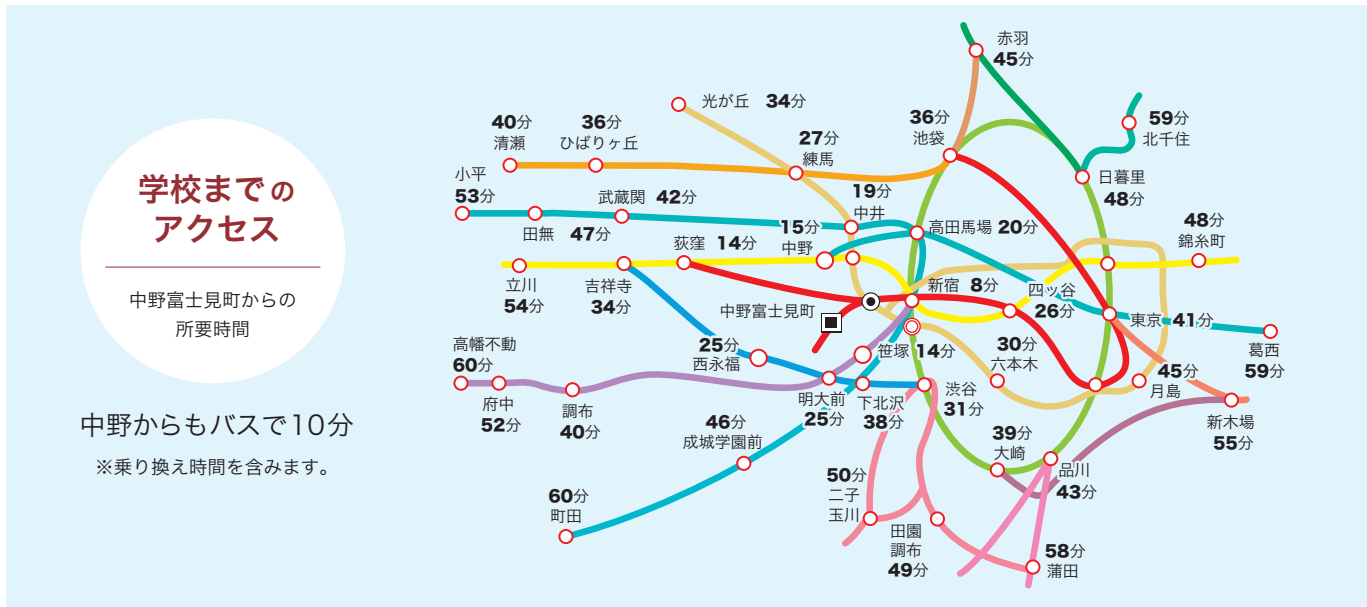 学校までの
アクセス
中野富士見町からの
所要時間
中野からもバスで10分
※乗り換え時間を含みます。
赤羽
45分
光が丘 34分
40分
清瀬
36分
ひばりヶ丘
27分
練馬
36分
池袋
59分
北千住
小平
53分
田無 47分
武蔵関 42分
19分
中井
日暮里
48分
15分
中野
高田馬場 20分
48分
錦糸町
荻窪 14分
立川
54分
吉祥寺
34分
新宿 8分
四ッ谷
26分
中野富士見町
東京 41分
葛西
59分
高幡不動
60分
府中
52分
調布
40分
25分
西永福
笹塚 14分
30分
六本木
45分
月島
明大前
25分
下北沢
38分
渋谷
31分
新木場
55分
46分
成城学園前
39分
大崎
品川
43分
60分
町田
50分
二子
玉川
田園
調布
49分
58分
蒲田